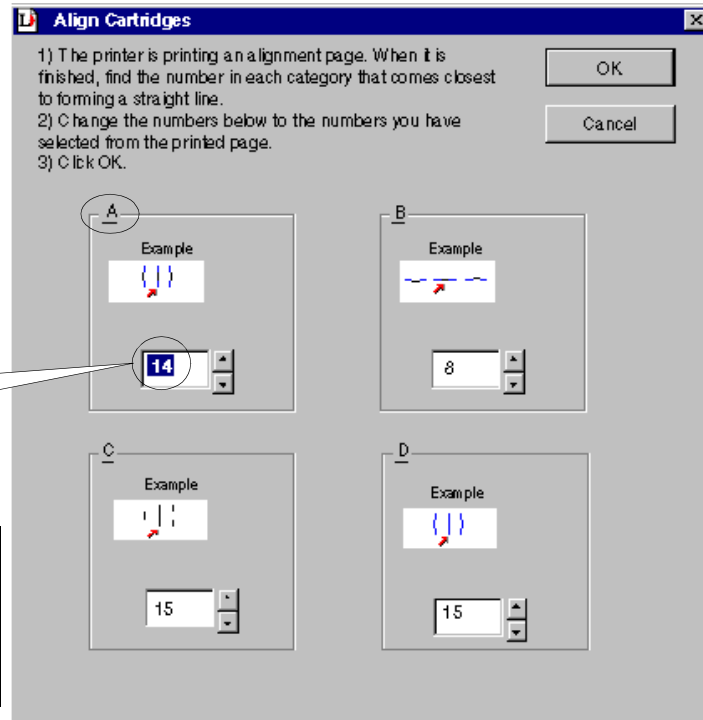 Align Cartridges
1) The printer is printing an alignment page. When it is
finished, find the number in each category that comes closest
to forming a straight line.
2) Change the numbers below to the numbers you have
selected from the printed page.
3) Click OK.
OK
Cancel
A
Example
14
B
Example
8
C
Example
15
D
Example
15